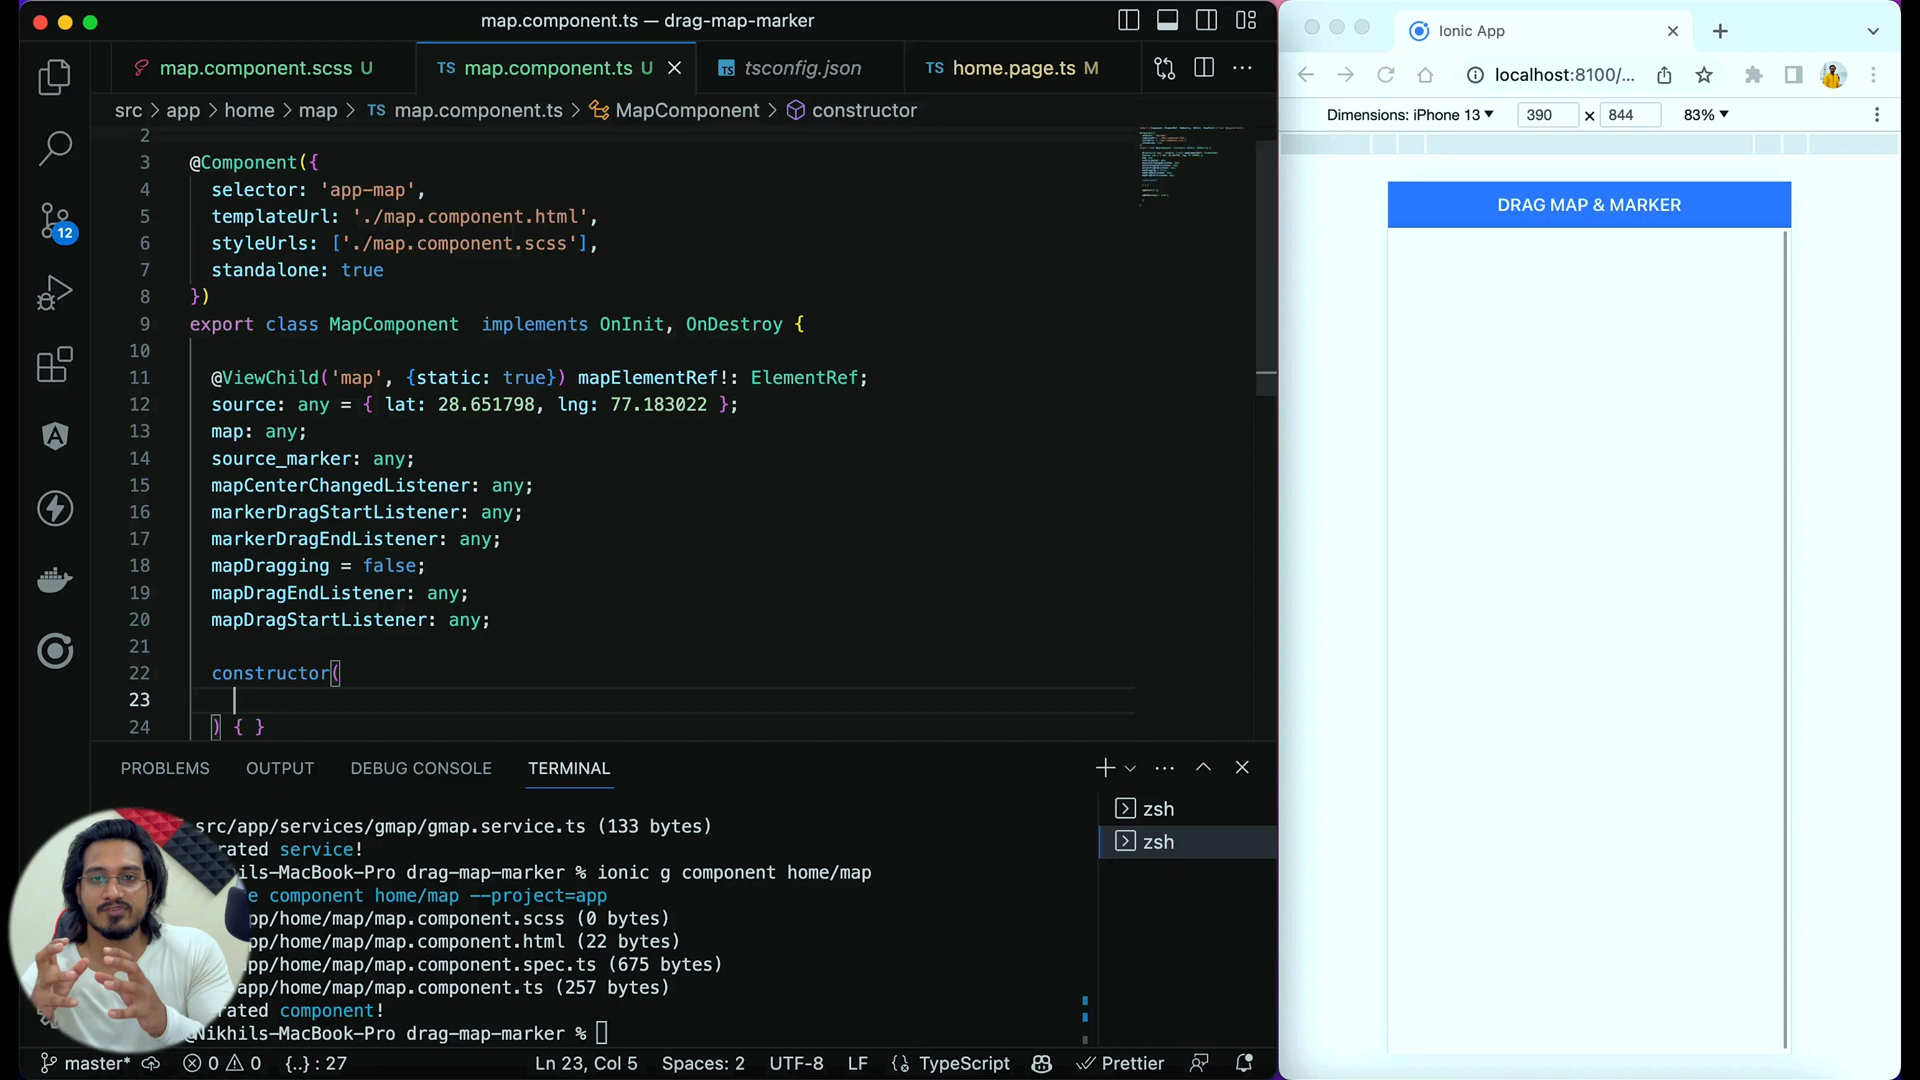 map.component.ts — drag-map-marker
map.component.scss U
TS map.component.ts U
TS tsconfig.json
TS home.page.ts M
src > app > home > map > TS map.component.ts > MapComponent > constructor
2
3 @Component({
4 selector: 'app-map',
5 templateUrl: './map.component.html',
6 styleUrls: ['./map.component.scss'],
7 standalone: true
8 })
9 export class MapComponent  implements OnInit, OnDestroy {
10
11 @ViewChild('map', {static: true}) mapElementRef!: ElementRef;
12 source: any = { lat: 28.651798, lng: 77.183022 };
13 map: any;
14 source_marker: any;
15 mapCenterChangedListener: any;
16 markerDragStartListener: any;
17 markerDragEndListener: any;
18 mapDragging = false;
19 mapDragEndListener: any;
20 mapDragStartListener: any;
21
22 constructor(
23
24 ) { }
12
PROBLEMS OUTPUT DEBUG CONSOLE TERMINAL
zsh
zsh
src/app/services/gmap/gmap.service.ts (133 bytes)
rated service!
ils-MacBook-Pro drag-map-marker % ionic g component home/map
e component home/map --project=app
pp/home/map/map.component.scss (0 bytes)
pp/home/map/map.component.html (22 bytes)
pp/home/map/map.component.spec.ts (675 bytes)
app/home/map/map.component.ts (257 bytes)
rated component!
@Nikhils-MacBook-Pro drag-map-marker %
master* 0 0 {..} : 27 Ln 23, Col 5 Spaces: 2 UTF-8 LF TypeScript Prettier
Ionic App
localhost:8100/...
Dimensions: iPhone 13 390 × 844 83%
DRAG MAP & MARKER